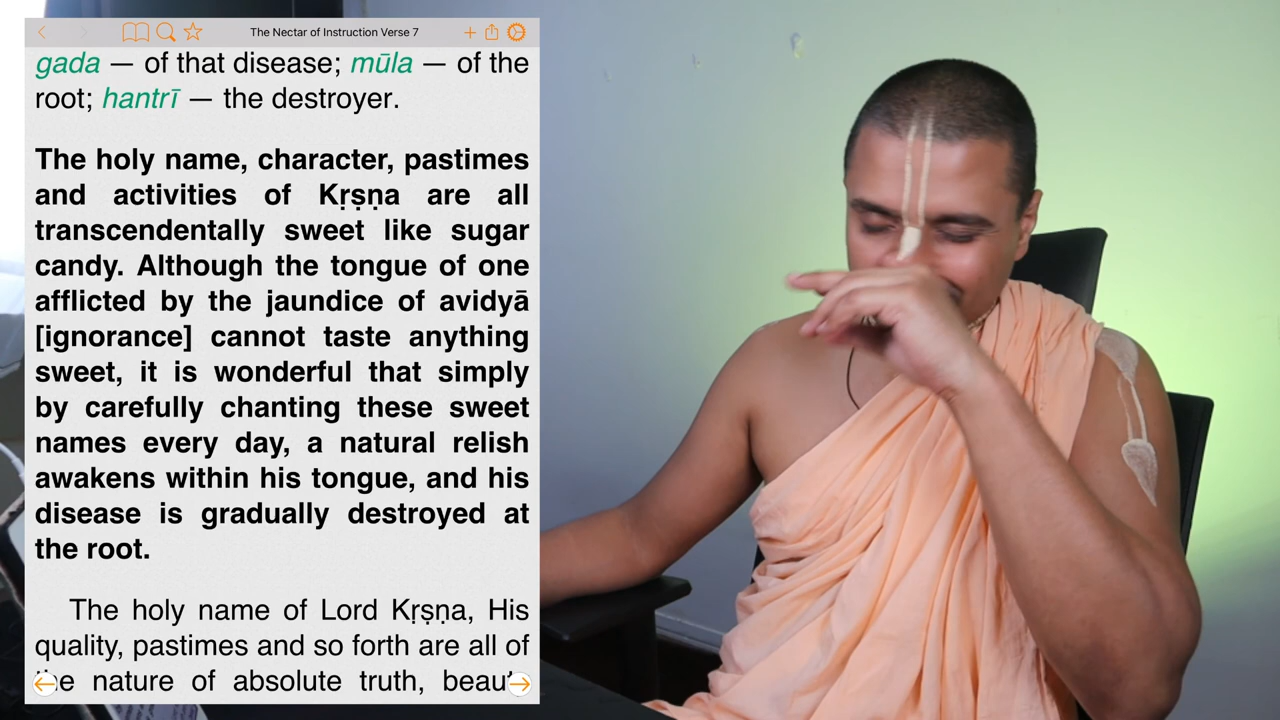 The Nectar of Instruction Verse 7
gada — of that disease; mūla — of the
root; hantrī — the destroyer.
The holy name, character, pastimes
and activities of Kṛṣṇa are all
transcendentally sweet like sugar
candy. Although the tongue of one
afflicted by the jaundice of avidyā
[ignorance] cannot taste anything
sweet, it is wonderful that simply
by carefully chanting these sweet
names every day, a natural relish
awakens within his tongue, and his
disease is gradually destroyed at
the root.
The holy name of Lord Kṛṣṇa, His
quality, pastimes and so forth are all of
the nature of absolute truth,